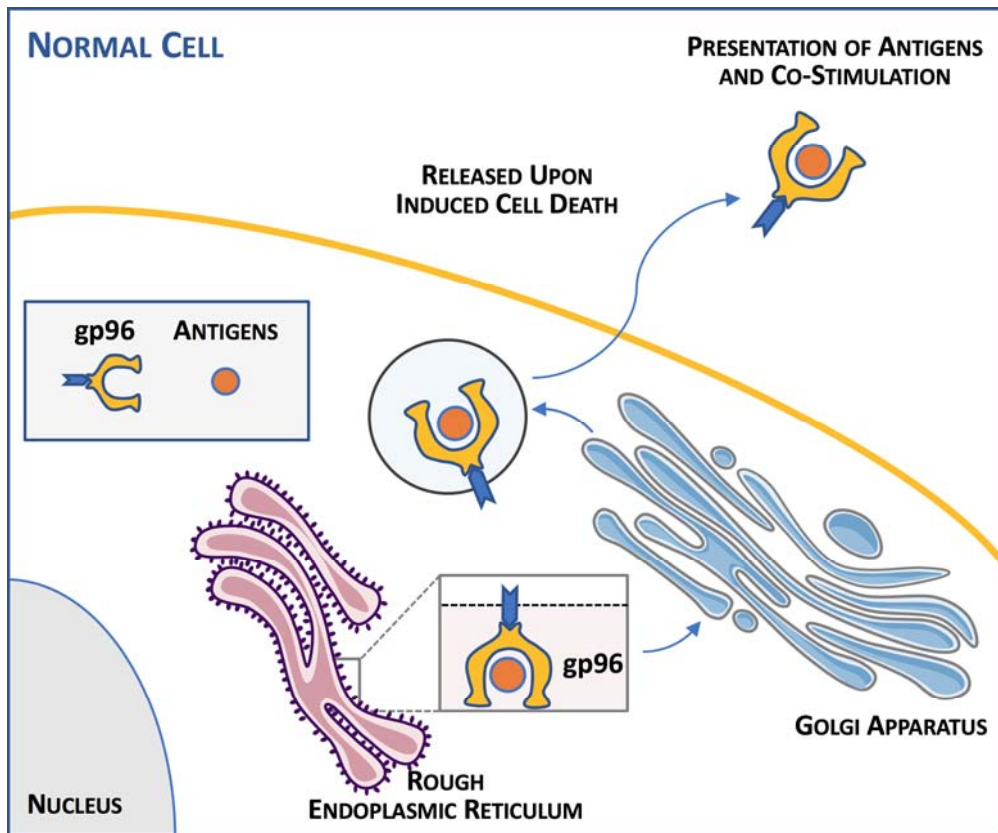 NORMAL CELL
PRESENTATION OF ANTIGENS
AND CO-STIMULATION
RELEASED UPON
INDUCED CELL DEATH
gp96
ANTIGENS
gp96
GOLGI APPARATUS
ROUGH
ENDOPLASMIC RETICULUM
NUCLEUS